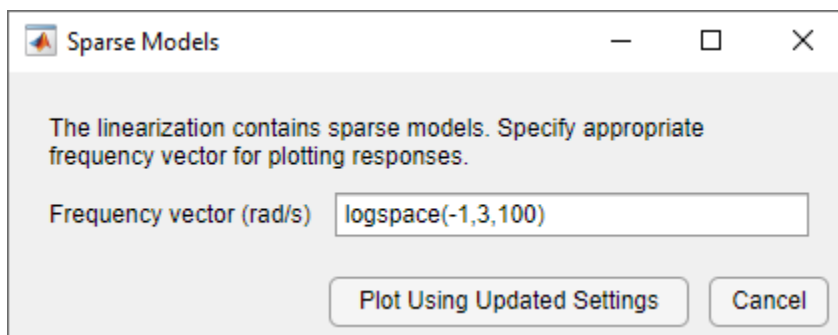 Sparse Models
The linearization contains sparse models. Specify appropriate
frequency vector for plotting responses.
Frequency vector (rad/s) logspace(-1,3,100)
Plot Using Updated Settings Cancel